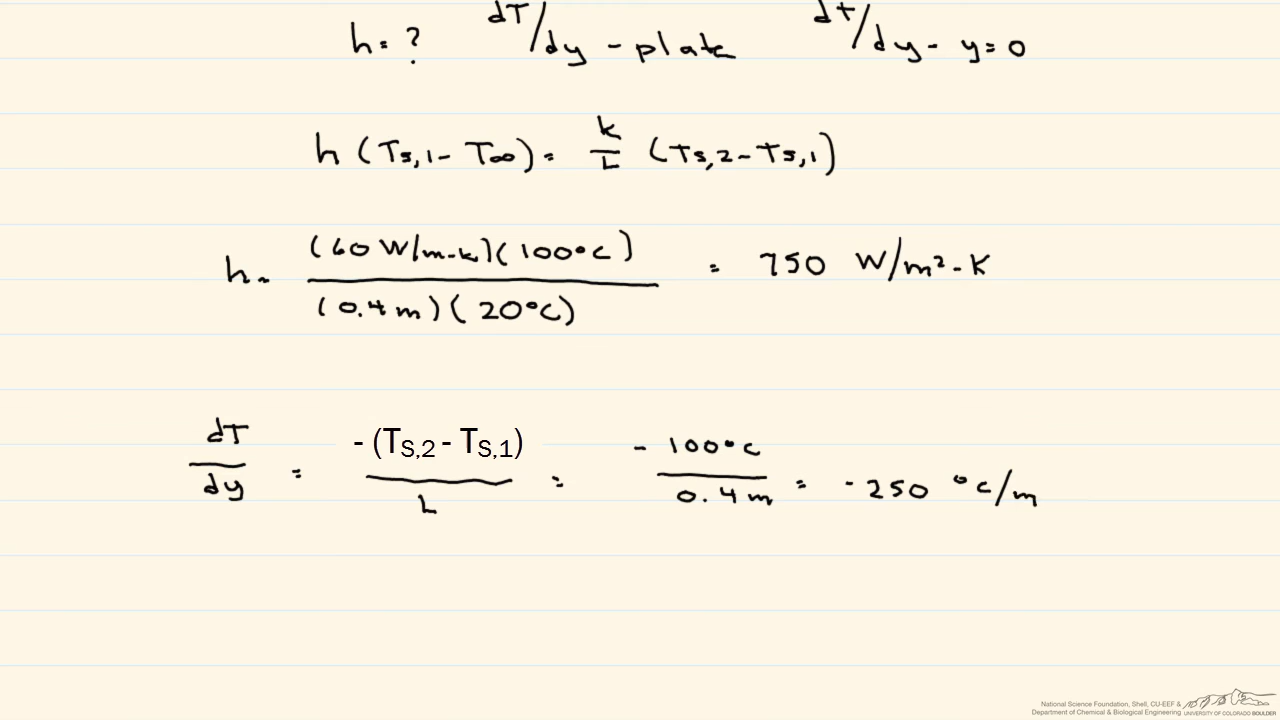 h = ? dT/dy - plate dt/dy - y = 0
h (Ts,1 - T∞) = k/L (Ts,2 - Ts,1)
h = (60 W/m-k)(100°C) / (0.4 m)(20°C) = 750 W/m²-K
dT/dy = - (TS,2 - TS,1) / L = - 100°C / 0.4 m = -250 °C/m
National Science Foundation, Shell, CU-EEF &
Department of Chemical & Biological Engineering UNIVERSITY OF COLORADO BOULDER